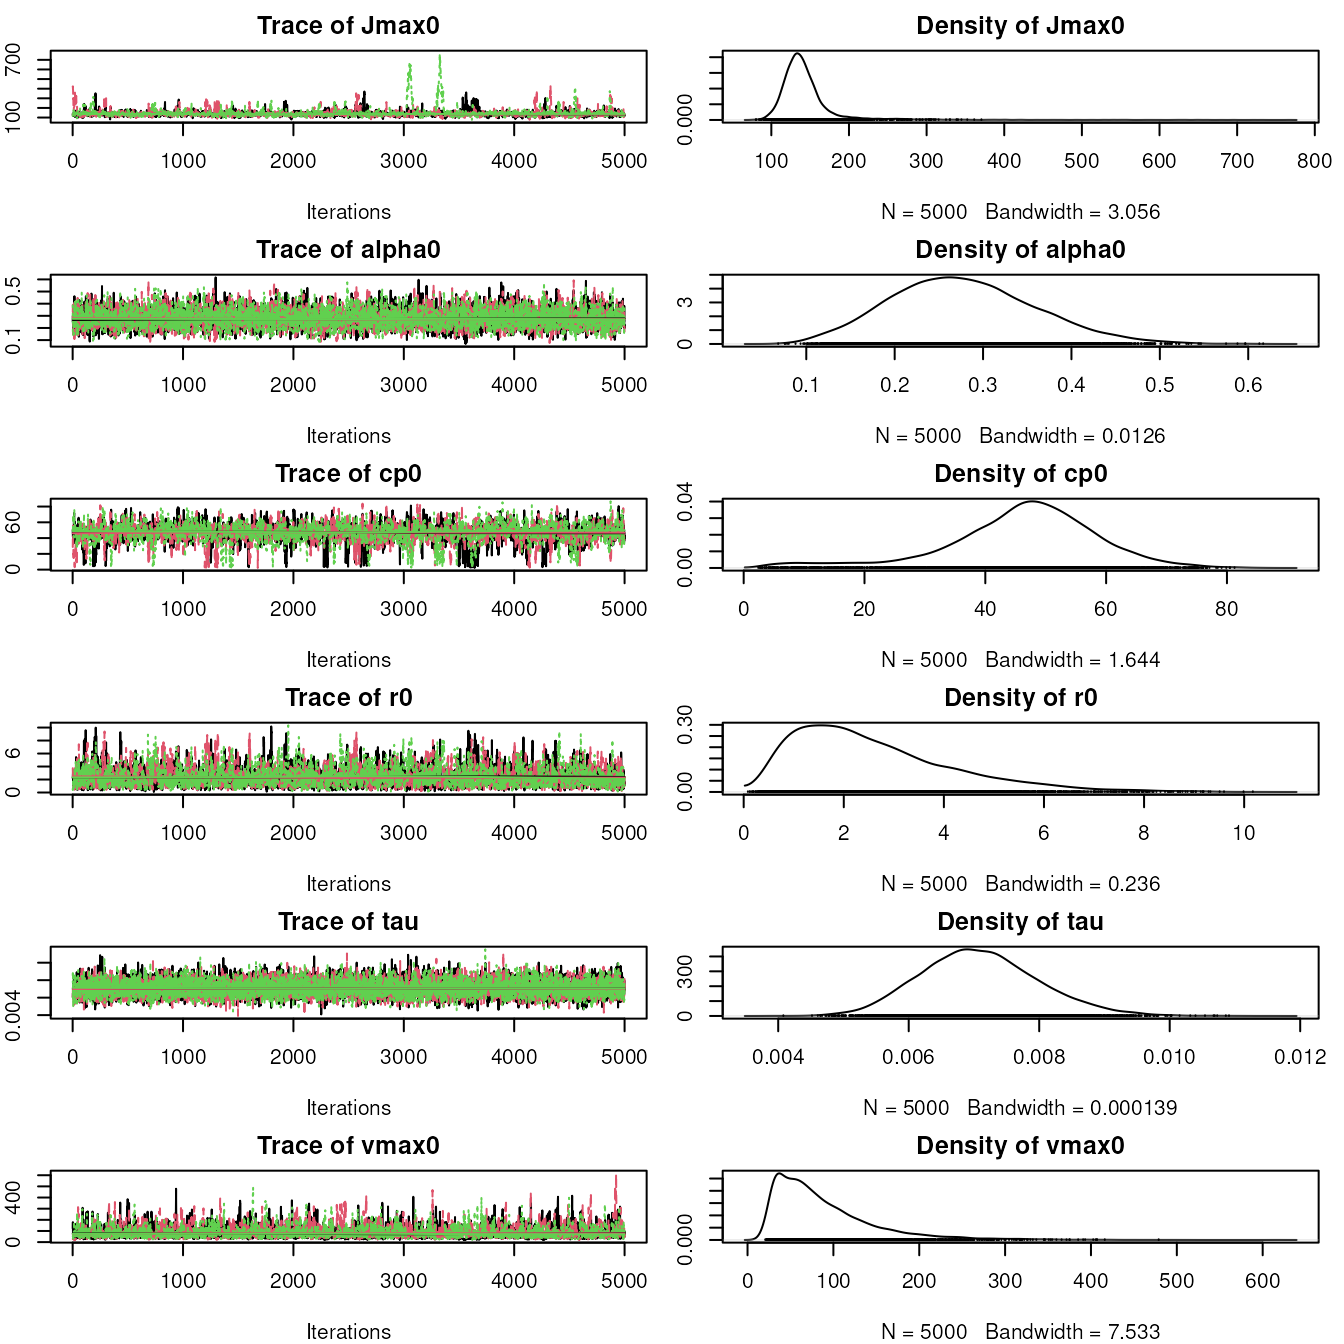 Trace of Jmax0
100 700
0 1000 2000 3000 4000 5000
Iterations
Density of Jmax0
0.000
100 200 300 400 500 600 700 800
N = 5000 Bandwidth = 3.056
Trace of alpha0
0.1 0.5
0 1000 2000 3000 4000 5000
Iterations
Density of alpha0
0 3
0.1 0.2 0.3 0.4 0.5 0.6
N = 5000 Bandwidth = 0.0126
Trace of cp0
0 60
0 1000 2000 3000 4000 5000
Iterations
Density of cp0
0.00 0.04
0 20 40 60 80
N = 5000 Bandwidth = 1.644
Trace of r0
0 6
0 1000 2000 3000 4000 5000
Iterations
Density of r0
0.00 0.30
0 2 4 6 8 10
N = 5000 Bandwidth = 0.236
Trace of tau
0.004
0 1000 2000 3000 4000 5000
Iterations
Density of tau
0 300
0.004 0.006 0.008 0.010 0.012
N = 5000 Bandwidth = 0.000139
Trace of vmax0
0 400
0 1000 2000 3000 4000 5000
Iterations
Density of vmax0
0.000
0 100 200 300 400 500 600
N = 5000 Bandwidth = 7.533